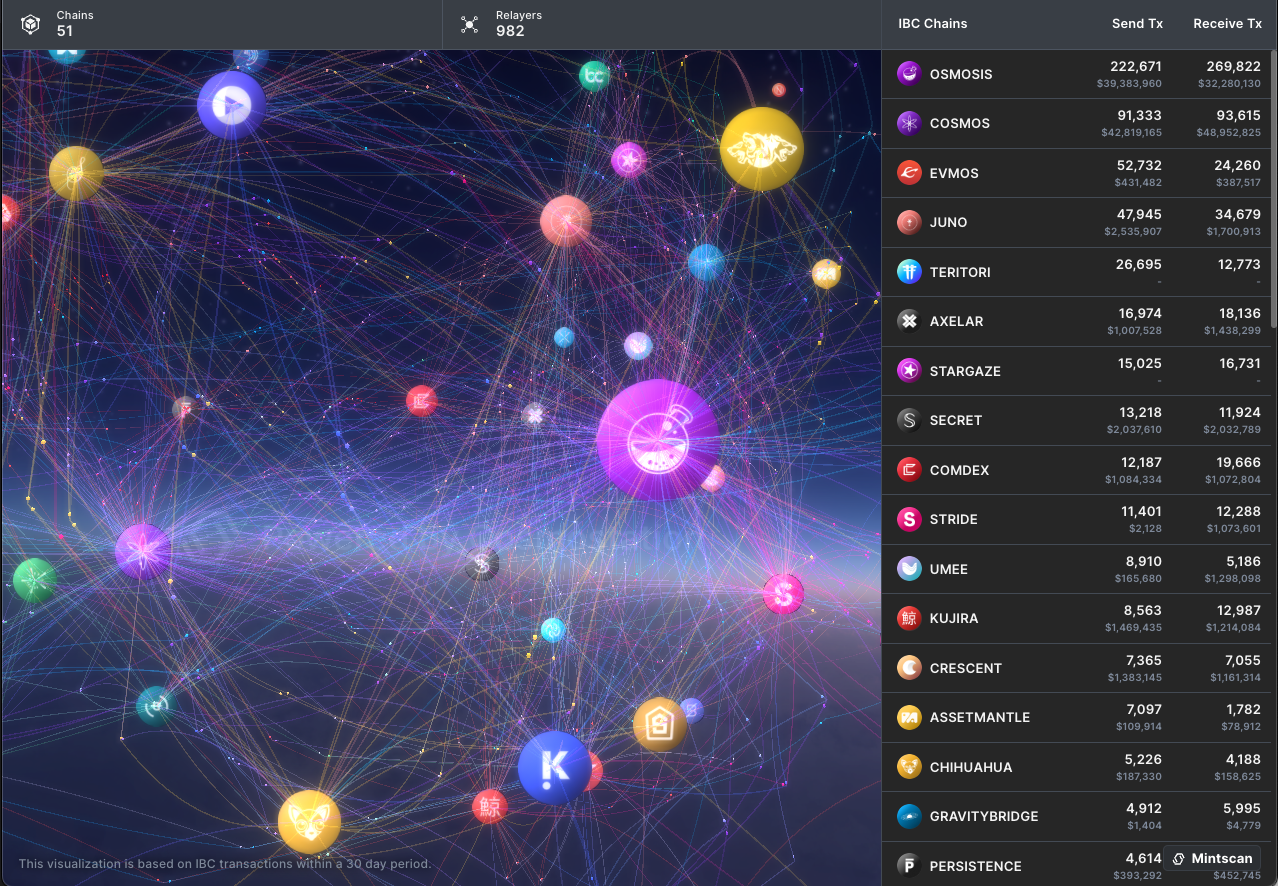 Chains
51
Relayers
982
IBC Chains Send Tx Receive Tx
OSMOSIS 222,671 269,822
$39,383,960 $32,280,130
COSMOS 91,333 93,615
$42,819,165 $48,952,825
EVMOS 52,732 24,260
$431,482 $387,517
JUNO 47,945 34,679
$2,535,907 $1,700,913
TERITORI 26,695 12,773
- -
AXELAR 16,974 18,136
$1,007,528 $1,438,299
STARGAZE 15,025 16,731
- -
SECRET 13,218 11,924
$2,037,610 $2,032,789
COMDEX 12,187 19,666
$1,084,334 $1,072,804
STRIDE 11,401 12,288
$2,128 $1,073,601
UMEE 8,910 5,186
$165,680 $1,298,098
KUJIRA 8,563 12,987
$1,469,435 $1,214,084
CRESCENT 7,365 7,055
$1,383,145 $1,161,314
ASSETMANTLE 7,097 1,782
$109,914 $78,912
CHIHUAHUA 5,226 4,188
$187,330 $158,625
GRAVITYBRIDGE 4,912 5,995
$1,404 $4,779
PERSISTENCE 4,614
$393,292 $452,745
Mintscan
bc
S
K
鯨
鯨
S
This visualization is based on IBC transactions within a 30 day period.